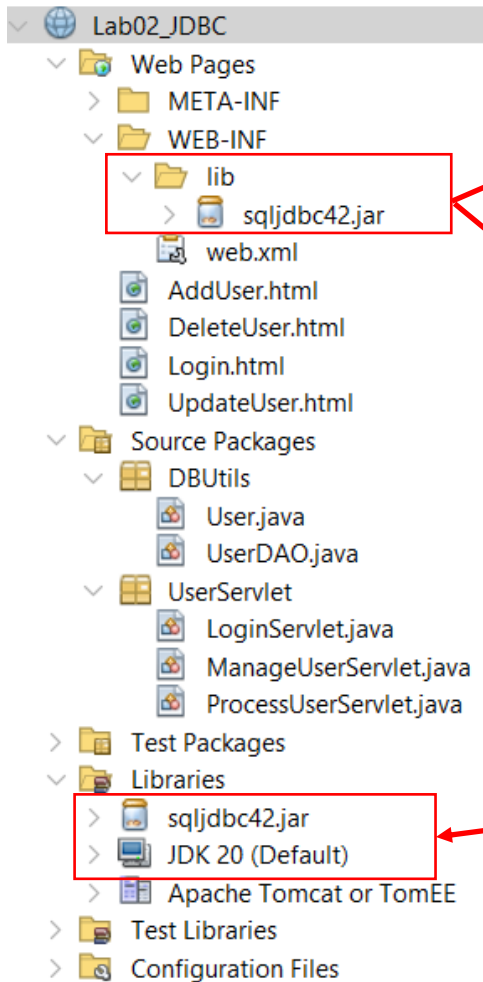 Lab02_JDBC
Web Pages
META-INF
WEB-INF
lib
sqljdbc42.jar
web.xml
AddUser.html
DeleteUser.html
Login.html
UpdateUser.html
Source Packages
DBUtils
User.java
UserDAO.java
UserServlet
LoginServlet.java
ManageUserServlet.java
ProcessUserServlet.java
Test Packages
Libraries
sqljdbc42.jar
JDK 20 (Default)
Apache Tomcat or TomEE
Test Libraries
Configuration Files